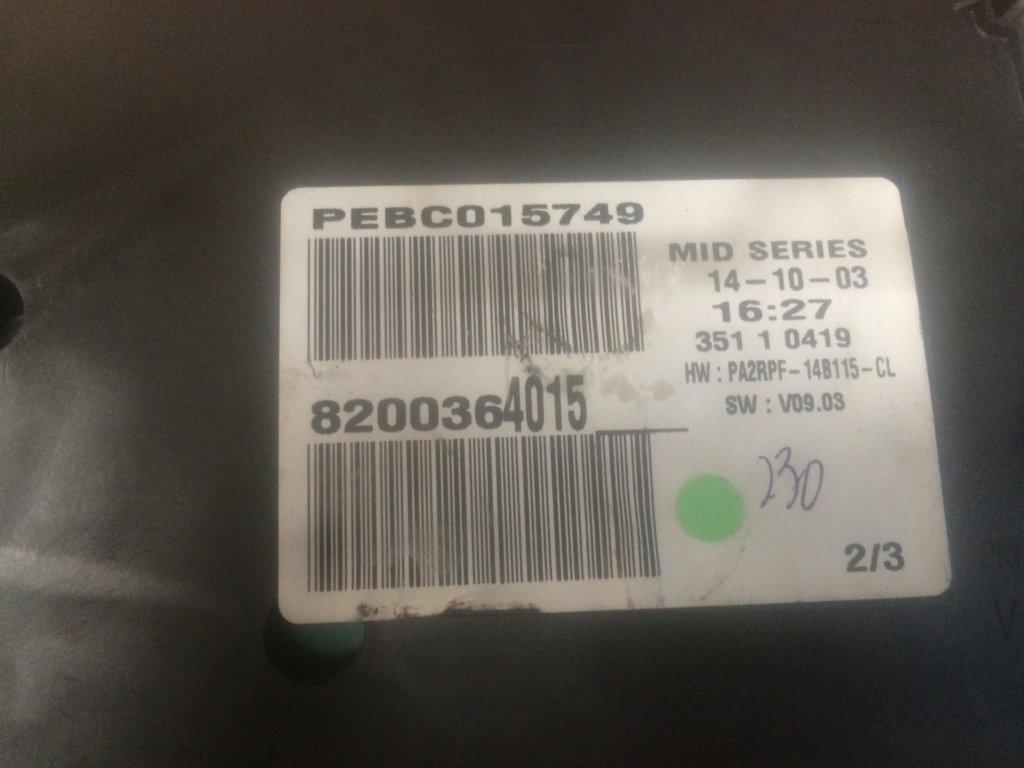 PEBC015749
MID SERIES
14-10-03
16:27
351 1 0419
HW : PA2RPF-14B115-CL
SW : V09.03
8200364015
230
2/3